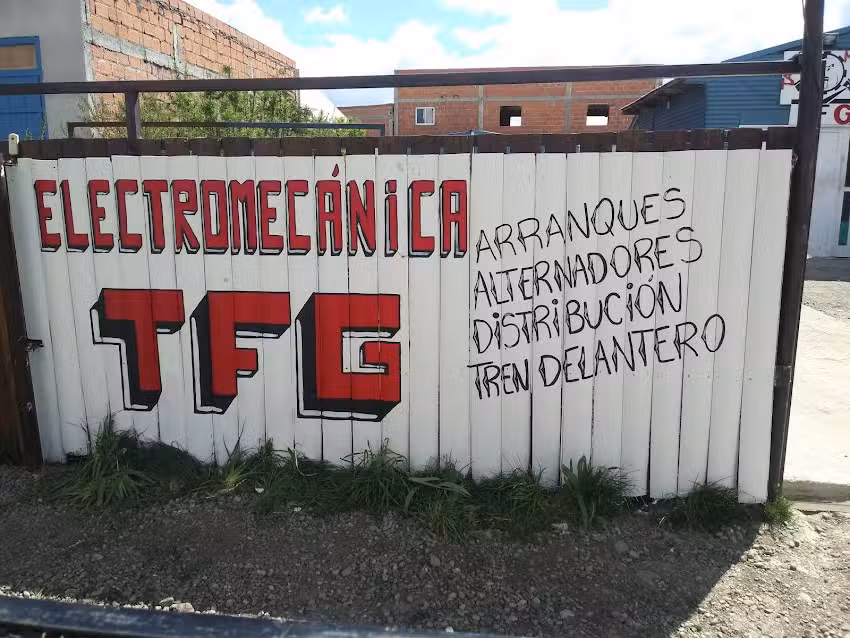 ELECTROMECÁNICA
TFG
ARRANQUES
ALTERNADORES
DISTRIBUCIÓN
TREN DELANTERO